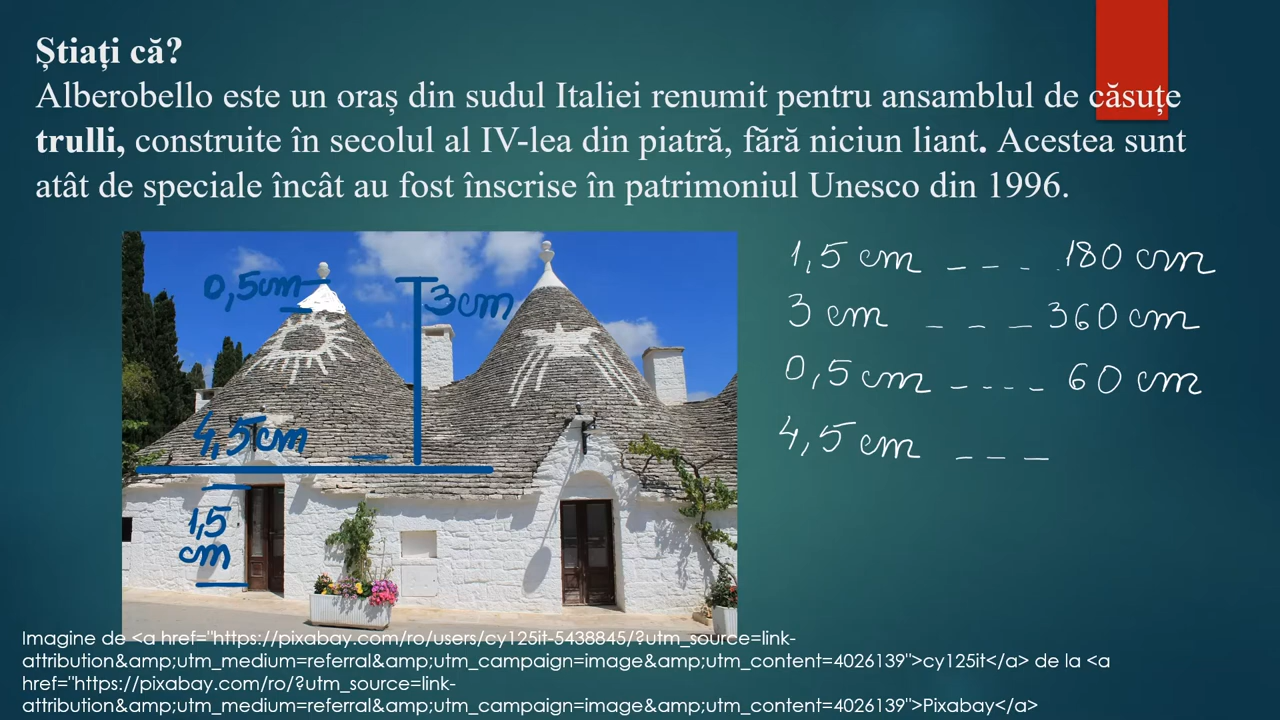 Știați că?
Alberobello este un oraș din sudul Italiei renumit pentru ansamblul de căsuțe
trulli, construite în secolul al IV-lea din piatră, fără niciun liant. Acestea sunt
atât de speciale încât au fost înscrise în patrimoniul Unesco din 1996.
0,5cm
3cm
4,5cm
1,5
cm
1,5 cm _ _ _ . 180 cm
3 cm _ _ _ 360 cm
0,5 cm _ _ _ _ 60 cm
4,5 cm _ _ _
Imagine de <a href="https://pixabay.com/ro/users/cy125it-5438845/?utm_source=link-
attribution&amp;utm_medium=referral&amp;utm_campaign=image&amp;utm_content=4026139">cy125it</a> de la <a
href="https://pixabay.com/ro/?utm_source=link-
attribution&amp;utm_medium=referral&amp;utm_campaign=image&amp;utm_content=4026139">Pixabay</a>